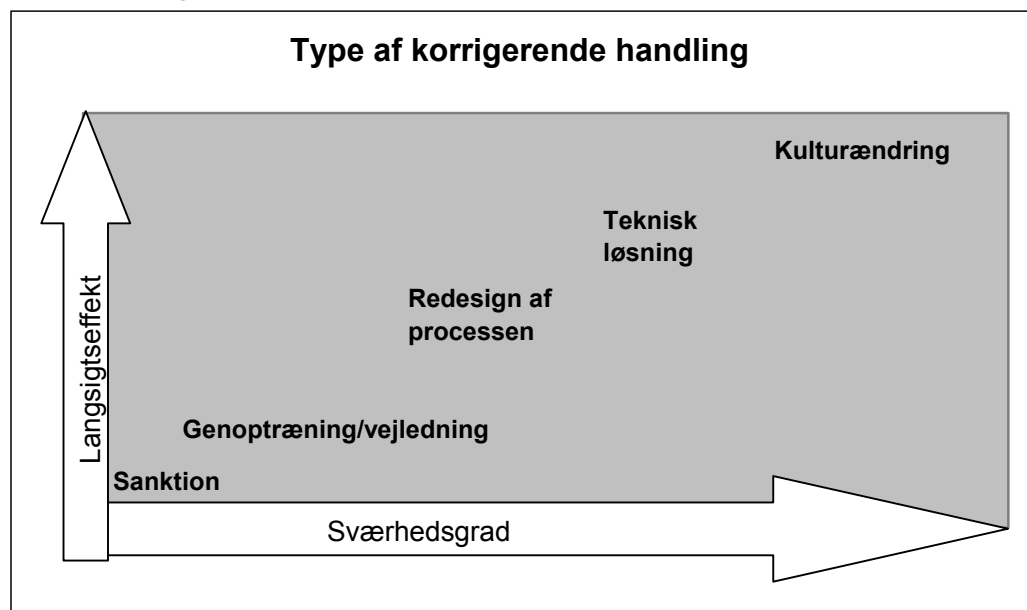 Type af korrigerende handling
Kulturændring
Teknisk
løsning
Redesign af
processen
Genoptræning/vejledning
Sanktion
Langsigtseffekt
Sværhedsgrad